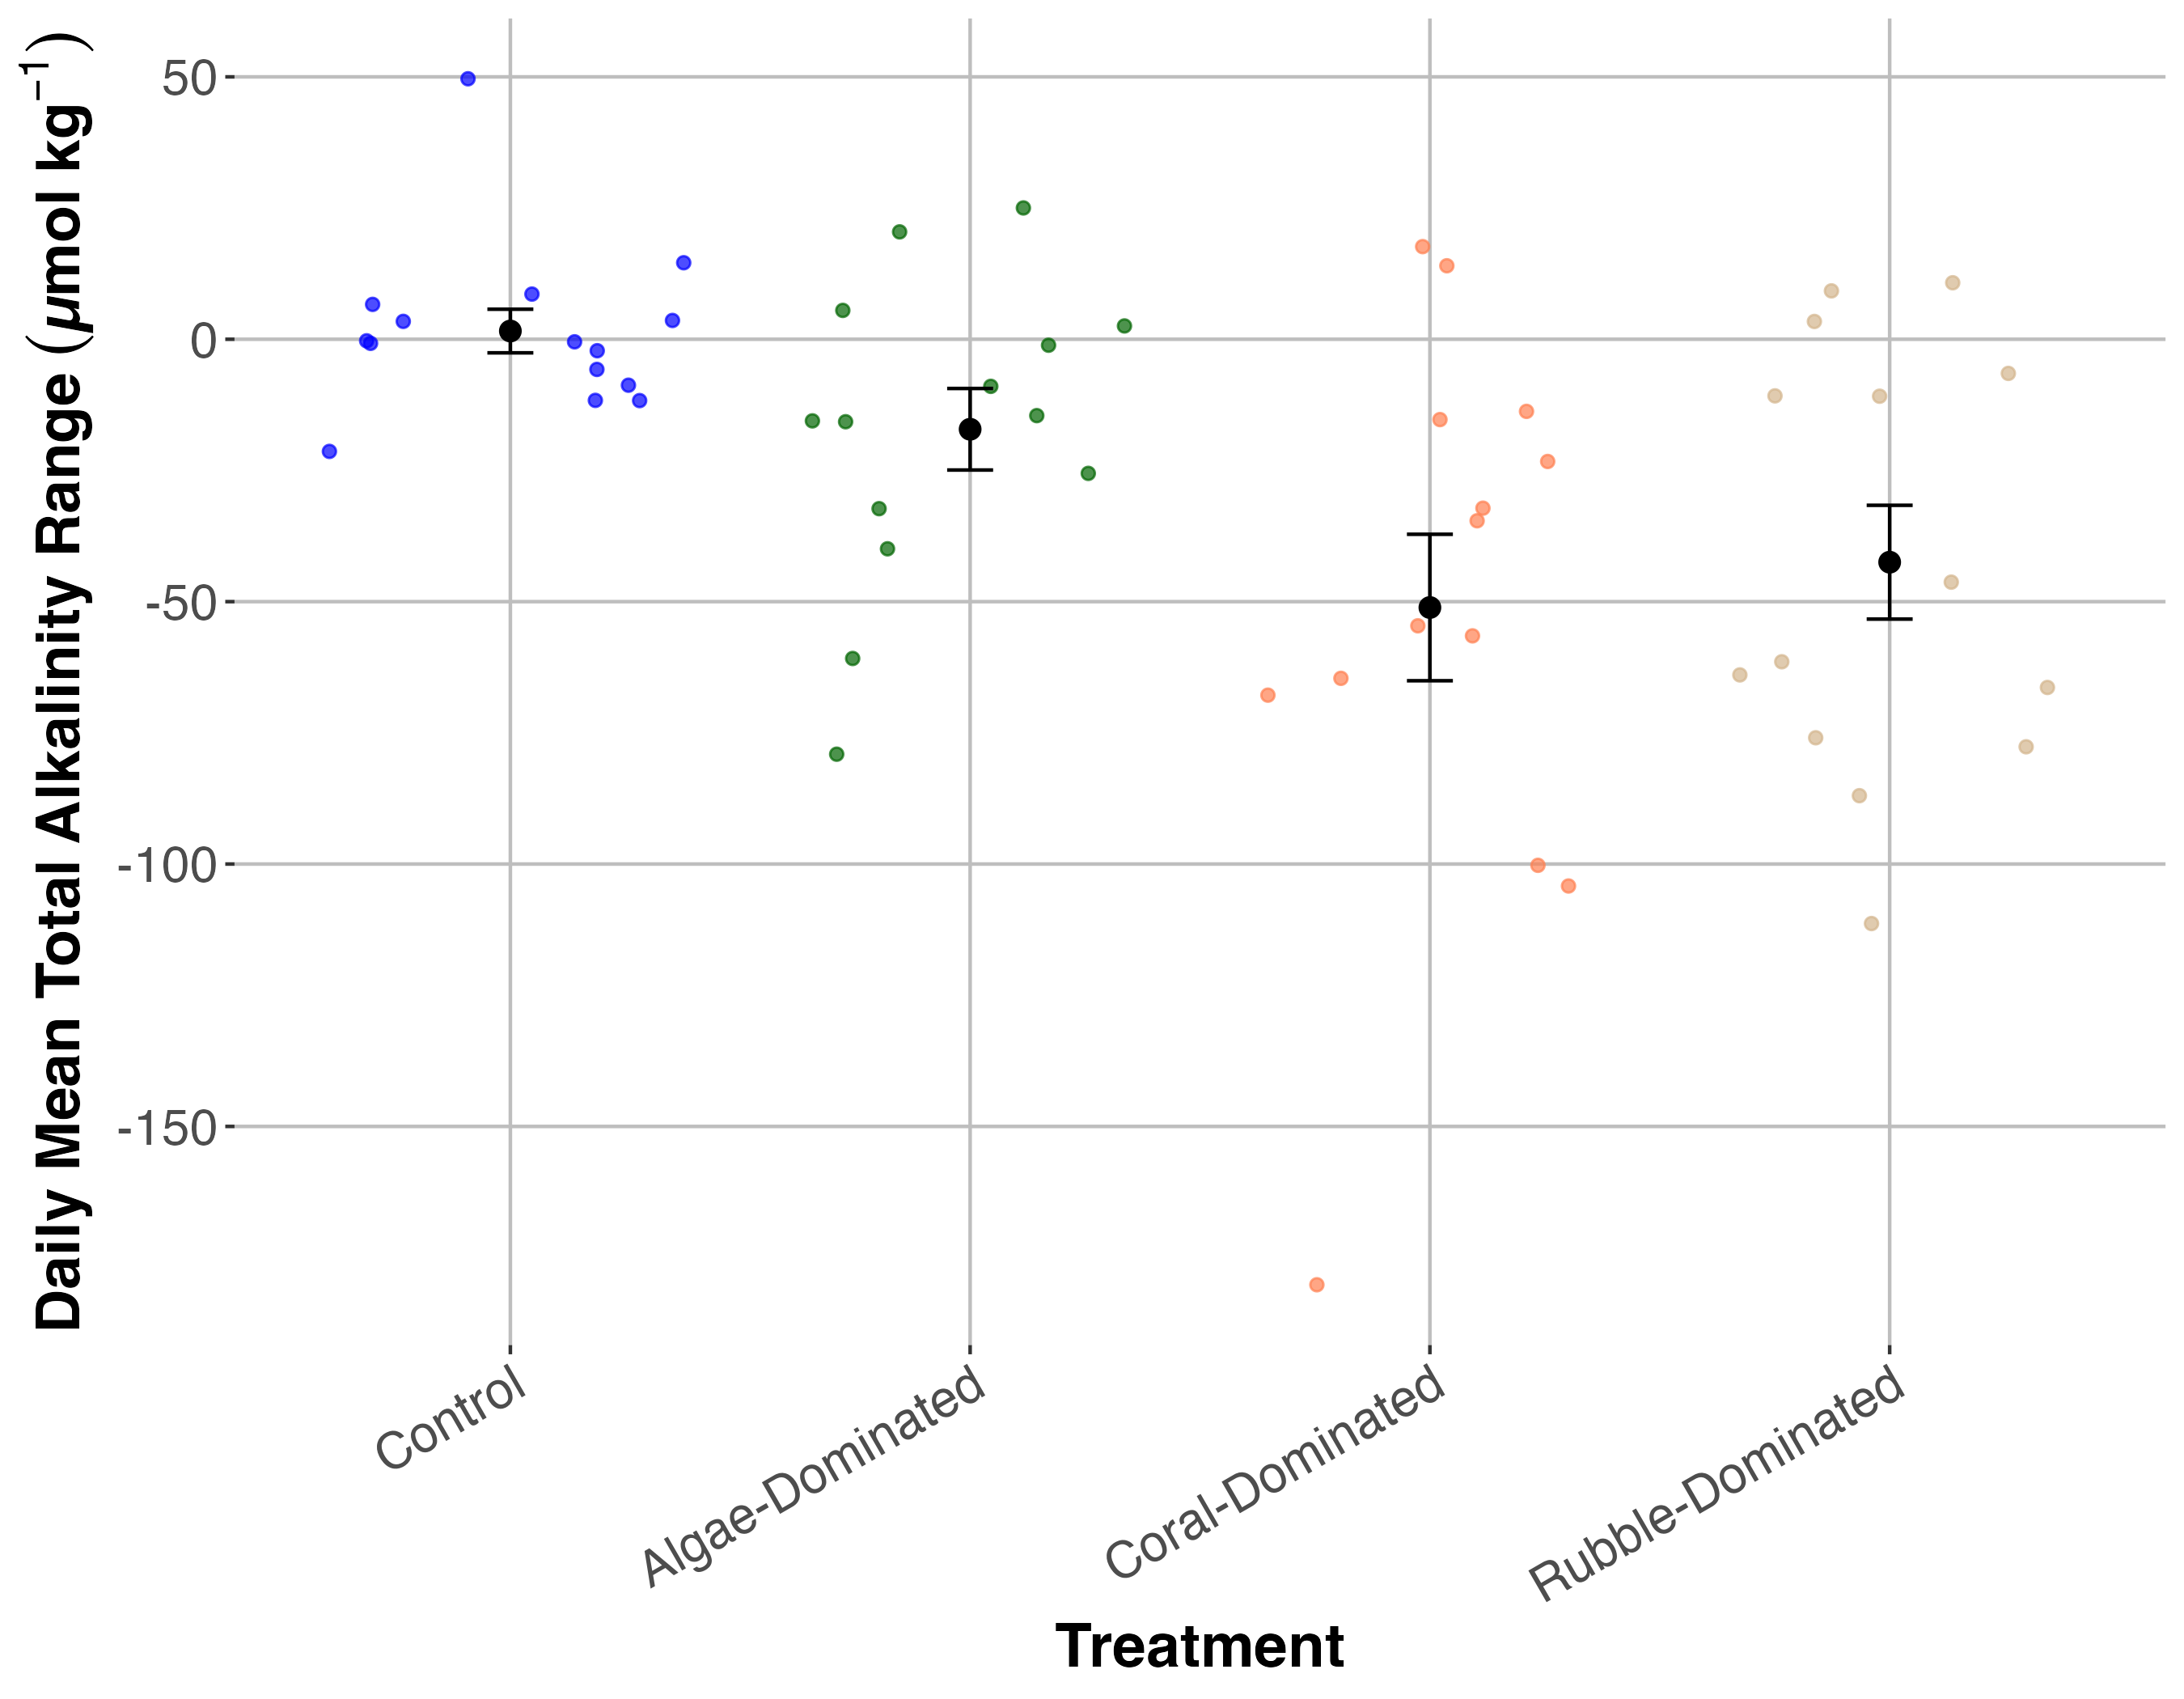 Daily Mean Total Alkalinity Range (µmol kg⁻¹)
50
0
-50
-100
-150
Control
Algae-Dominated
Coral-Dominated
Rubble-Dominated
Treatment